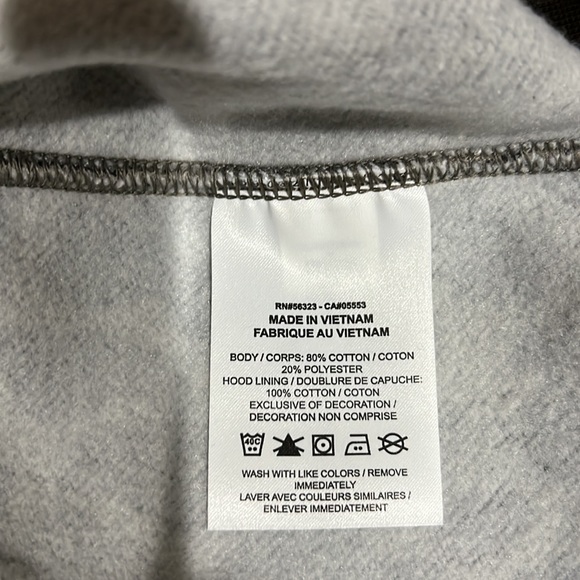 RN#56323 - CA#05553
MADE IN VIETNAM
FABRIQUE AU VIETNAM
BODY / CORPS: 80% COTTON / COTON
20% POLYESTER
HOOD LINING / DOUBLURE DE CAPUCHE:
100% COTTON / COTON
EXCLUSIVE OF DECORATION /
DECORATION NON COMPRISE
40C
WASH WITH LIKE COLORS / REMOVE
IMMEDIATELY
LAVER AVEC COULEURS SIMILAIRES /
ENLEVER IMMEDIATEMENT